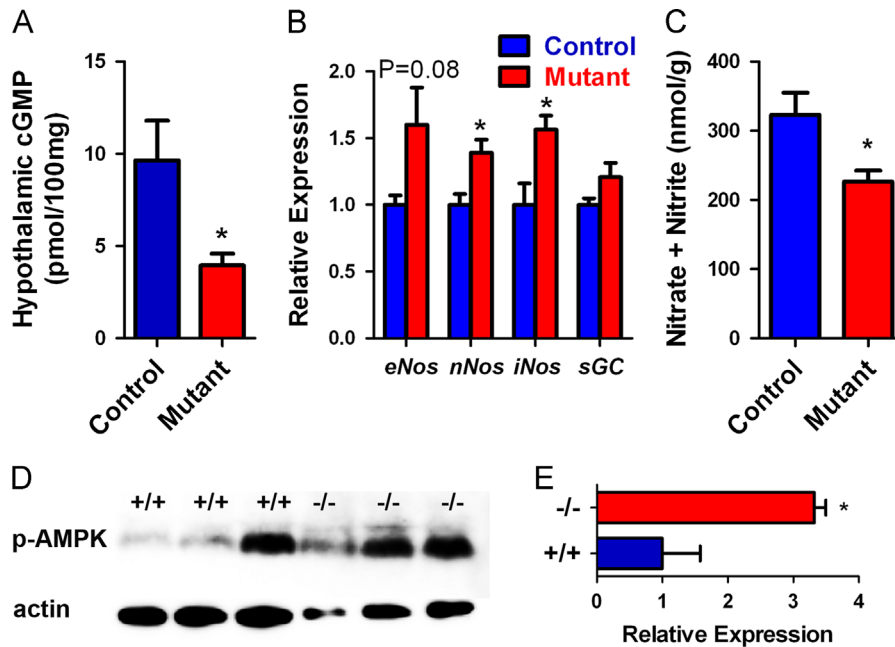 A
Hypothalamic cGMP
(pmol/100mg)
15
10
5
0
Control
Mutant
*
B
Control
Mutant
Relative Expression
2.0
1.5
1.0
0.5
0.0
P=0.08
*
*
eNos nNos iNos sGC
C
Nitrate + Nitrite (nmol/g)
400
300
200
100
0
*
Control
Mutant
D
+/+ +/+ +/+ -/- -/- -/-
p-AMPK
actin
E
-/-
*
+/+
0 1 2 3 4
Relative Expression